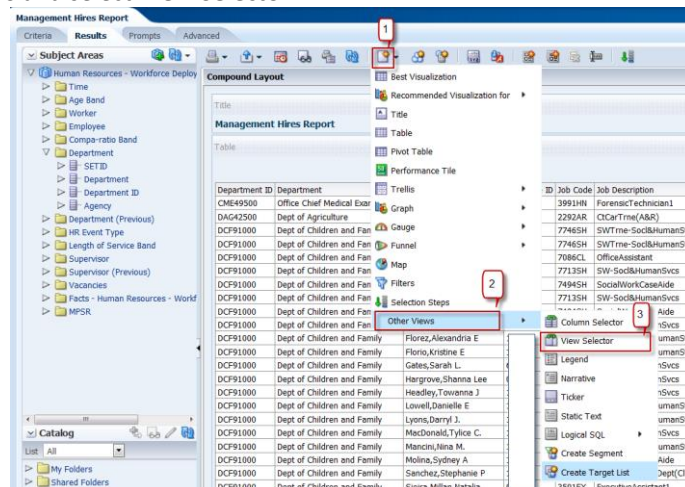 Management Hires Report
Criteria Results Prompts Advanced
1
Subject Areas
Human Resources - Workforce Deploy
Time
Age Band
Worker
Employee
Compa-ratio Band
Department
SETID
Department
Department ID
Agency
Department (Previous)
HR Event Type
Length of Service Band
Supervisor
Supervisor (Previous)
Vacancies
Facts - Human Resources - Workf
MPSR
Catalog
List All
My Folders
Shared Folders
Compound Layout
Title
Management Hires Report
Table
Department ID Department
CME49500 Office Chief Medical Exar
DAG42500 Dept of Agriculture
DCF91000 Dept of Children and Fan
DCF91000 Dept of Children and Fan
DCF91000 Dept of Children and Fan
DCF91000 Dept of Children and Fan
DCF91000 Dept of Children and Fan
DCF91000 Dept of Children and Fan
DCF91000 Dept of Children and Fan
DCF91000 Dept of Children and Fan
DCF91000 Dept of Children and Family Florez,Alexandria E
DCF91000 Dept of Children and Family Florio,Kristine E
DCF91000 Dept of Children and Family Gates,Sarah L.
DCF91000 Dept of Children and Family Hargrove,Shanna Lee
DCF91000 Dept of Children and Family Headley,Towanna J
DCF91000 Dept of Children and Family Lowell,Danielle E
DCF91000 Dept of Children and Family Lyons,Darryl J.
DCF91000 Dept of Children and Family MacDonald,Tylice C.
DCF91000 Dept of Children and Family Mancini,Nina M.
DCF91000 Dept of Children and Family Molina,Sydney A
DCF91000 Dept of Children and Family Sanchez,Stephanie P
Best Visualization
Recommended Visualization for
Title
Table
Pivot Table
Performance Tile
Trellis
Graph
Gauge
Funnel
Map
Filters
Selection Steps
2
Other Views
3
Column Selector
View Selector
Legend
Narrative
Ticker
Static Text
Logical SQL
Create Segment
Create Target List
ID Job Code Job Description
3991HN ForensicTechnician1
2292AR CtCarTrne(A&R)
7746SH SWTrne-Socl&HumanS
7746SH SWTrne-Socl&HumanS
7086CL OfficeAssistant
7713SH SW-Socl&HumanSvcs
7494SH SocialWorkCaseAide
7713SH SW-Socl&HumanSvcs